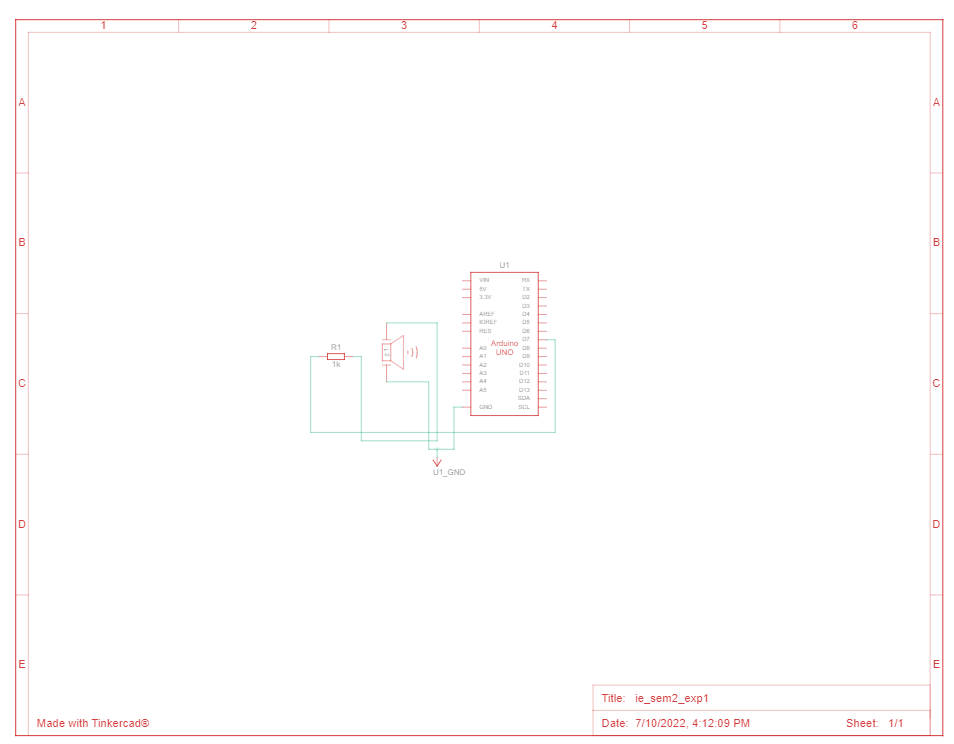 1 2 3 4 5 6
A A
B B
U1
VIN RX
5V TX
3.3V D2
D3
AREF D4
IOREF D5
RES D6
D7
Arduino
UNO
A0 D8
A1 D9
A2 D10
A3 D11
A4 D12
A5 D13
SDA
GND SCL
R1
1k
C C
U1_GND
D D
E E
Title: ie_sem2_exp1
Made with Tinkercad®
Date: 7/10/2022, 4:12:09 PM Sheet: 1/1